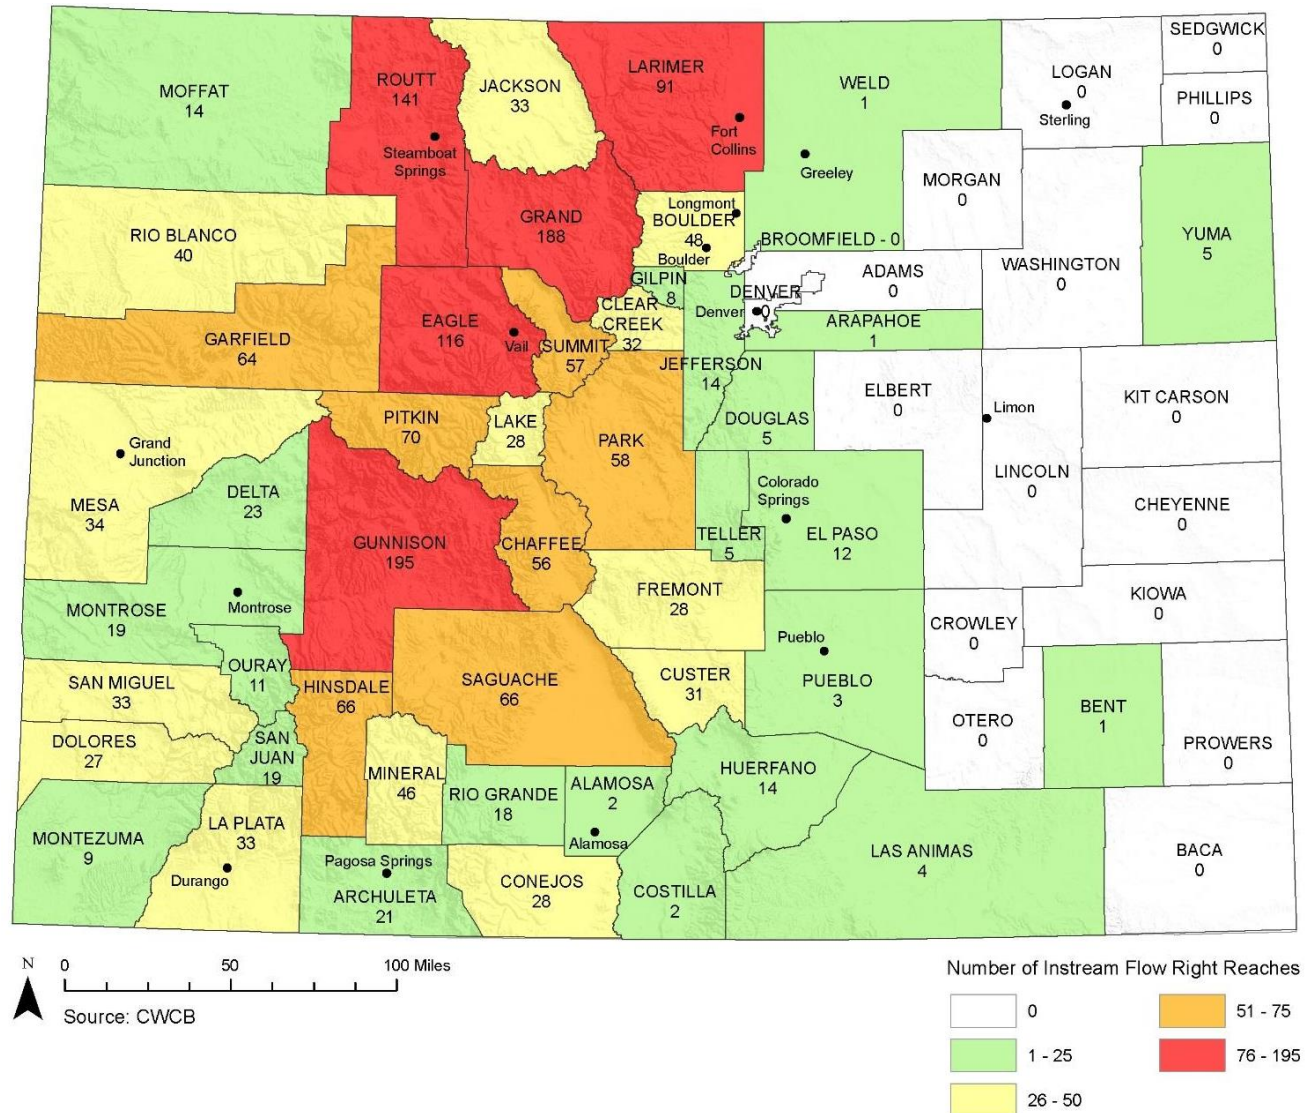 MOFFAT
14
ROUTT
141
Steamboat
Springs
JACKSON
33
LARIMER
91
Fort
Collins
WELD
1
Greeley
LOGAN
0
Sterling
SEDGWICK
0
PHILLIPS
0
MORGAN
0
YUMA
5
WASHINGTON
0
RIO BLANCO
40
GRAND
188
Longmont
BOULDER
48
Boulder
BROOMFIELD - 0
GILPIN
8
ADAMS
0
DENVER
0
Denver
ARAPAHOE
1
CLEAR
CREEK
32
GARFIELD
64
EAGLE
116
Vail
SUMMIT
57
JEFFERSON
14
DOUGLAS
5
ELBERT
0
Limon
LINCOLN
0
KIT CARSON
0
CHEYENNE
0
Grand
Junction
MESA
34
DELTA
23
PITKIN
70
LAKE
28
PARK
58
Colorado
Springs
TELLER
5
EL PASO
12
GUNNISON
195
CHAFFEE
56
MONTROSE
19
Montrose
FREMONT
28
CROWLEY
0
KIOWA
0
OURAY
11
SAN MIGUEL
33
HINSDALE
66
SAGUACHE
66
CUSTER
31
Pueblo
PUEBLO
3
OTERO
0
BENT
1
PROWERS
0
DOLORES
27
SAN
JUAN
19
MINERAL
46
RIO GRANDE
18
ALAMOSA
2
Alamosa
HUERFANO
14
MONTEZUMA
9
LA PLATA
33
Durango
Pagosa Springs
ARCHULETA
21
CONEJOS
28
COSTILLA
2
LAS ANIMAS
4
BACA
0
N
0 50 100 Miles
Source: CWCB
Number of Instream Flow Right Reaches
0
1 - 25
26 - 50
51 - 75
76 - 195